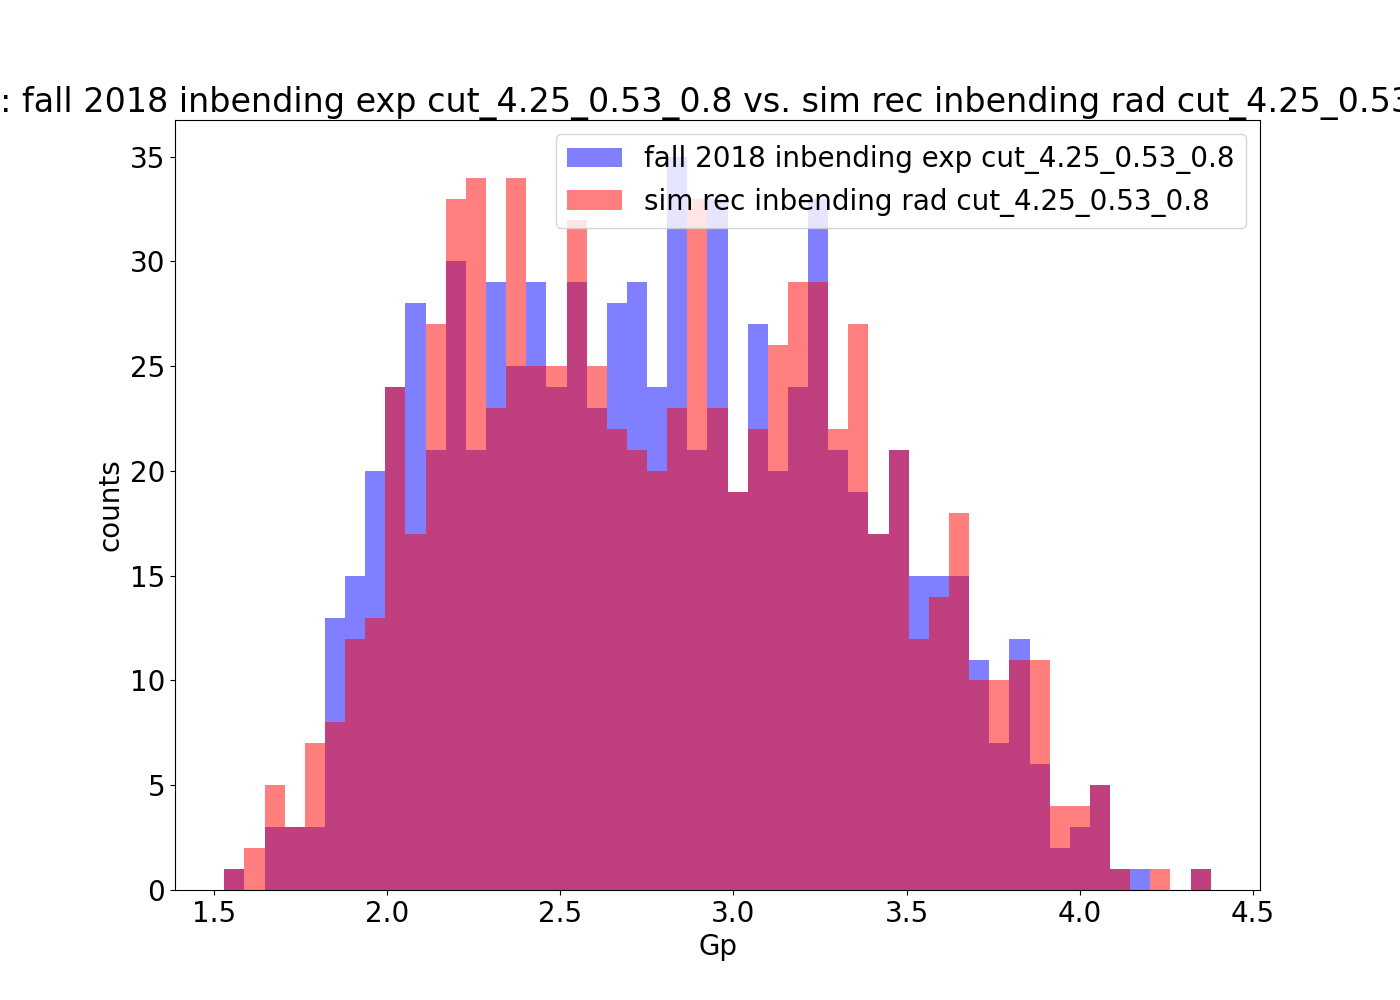 : fall 2018 inbending exp cut_4.25_0.53_0.8 vs. sim rec inbending rad cut_4.25_0.53
fall 2018 inbending exp cut_4.25_0.53_0.8
sim rec inbending rad cut_4.25_0.53_0.8
35
30
25
20
15
10
5
0
counts
1.5 2.0 2.5 3.0 3.5 4.0 4.5
Gp